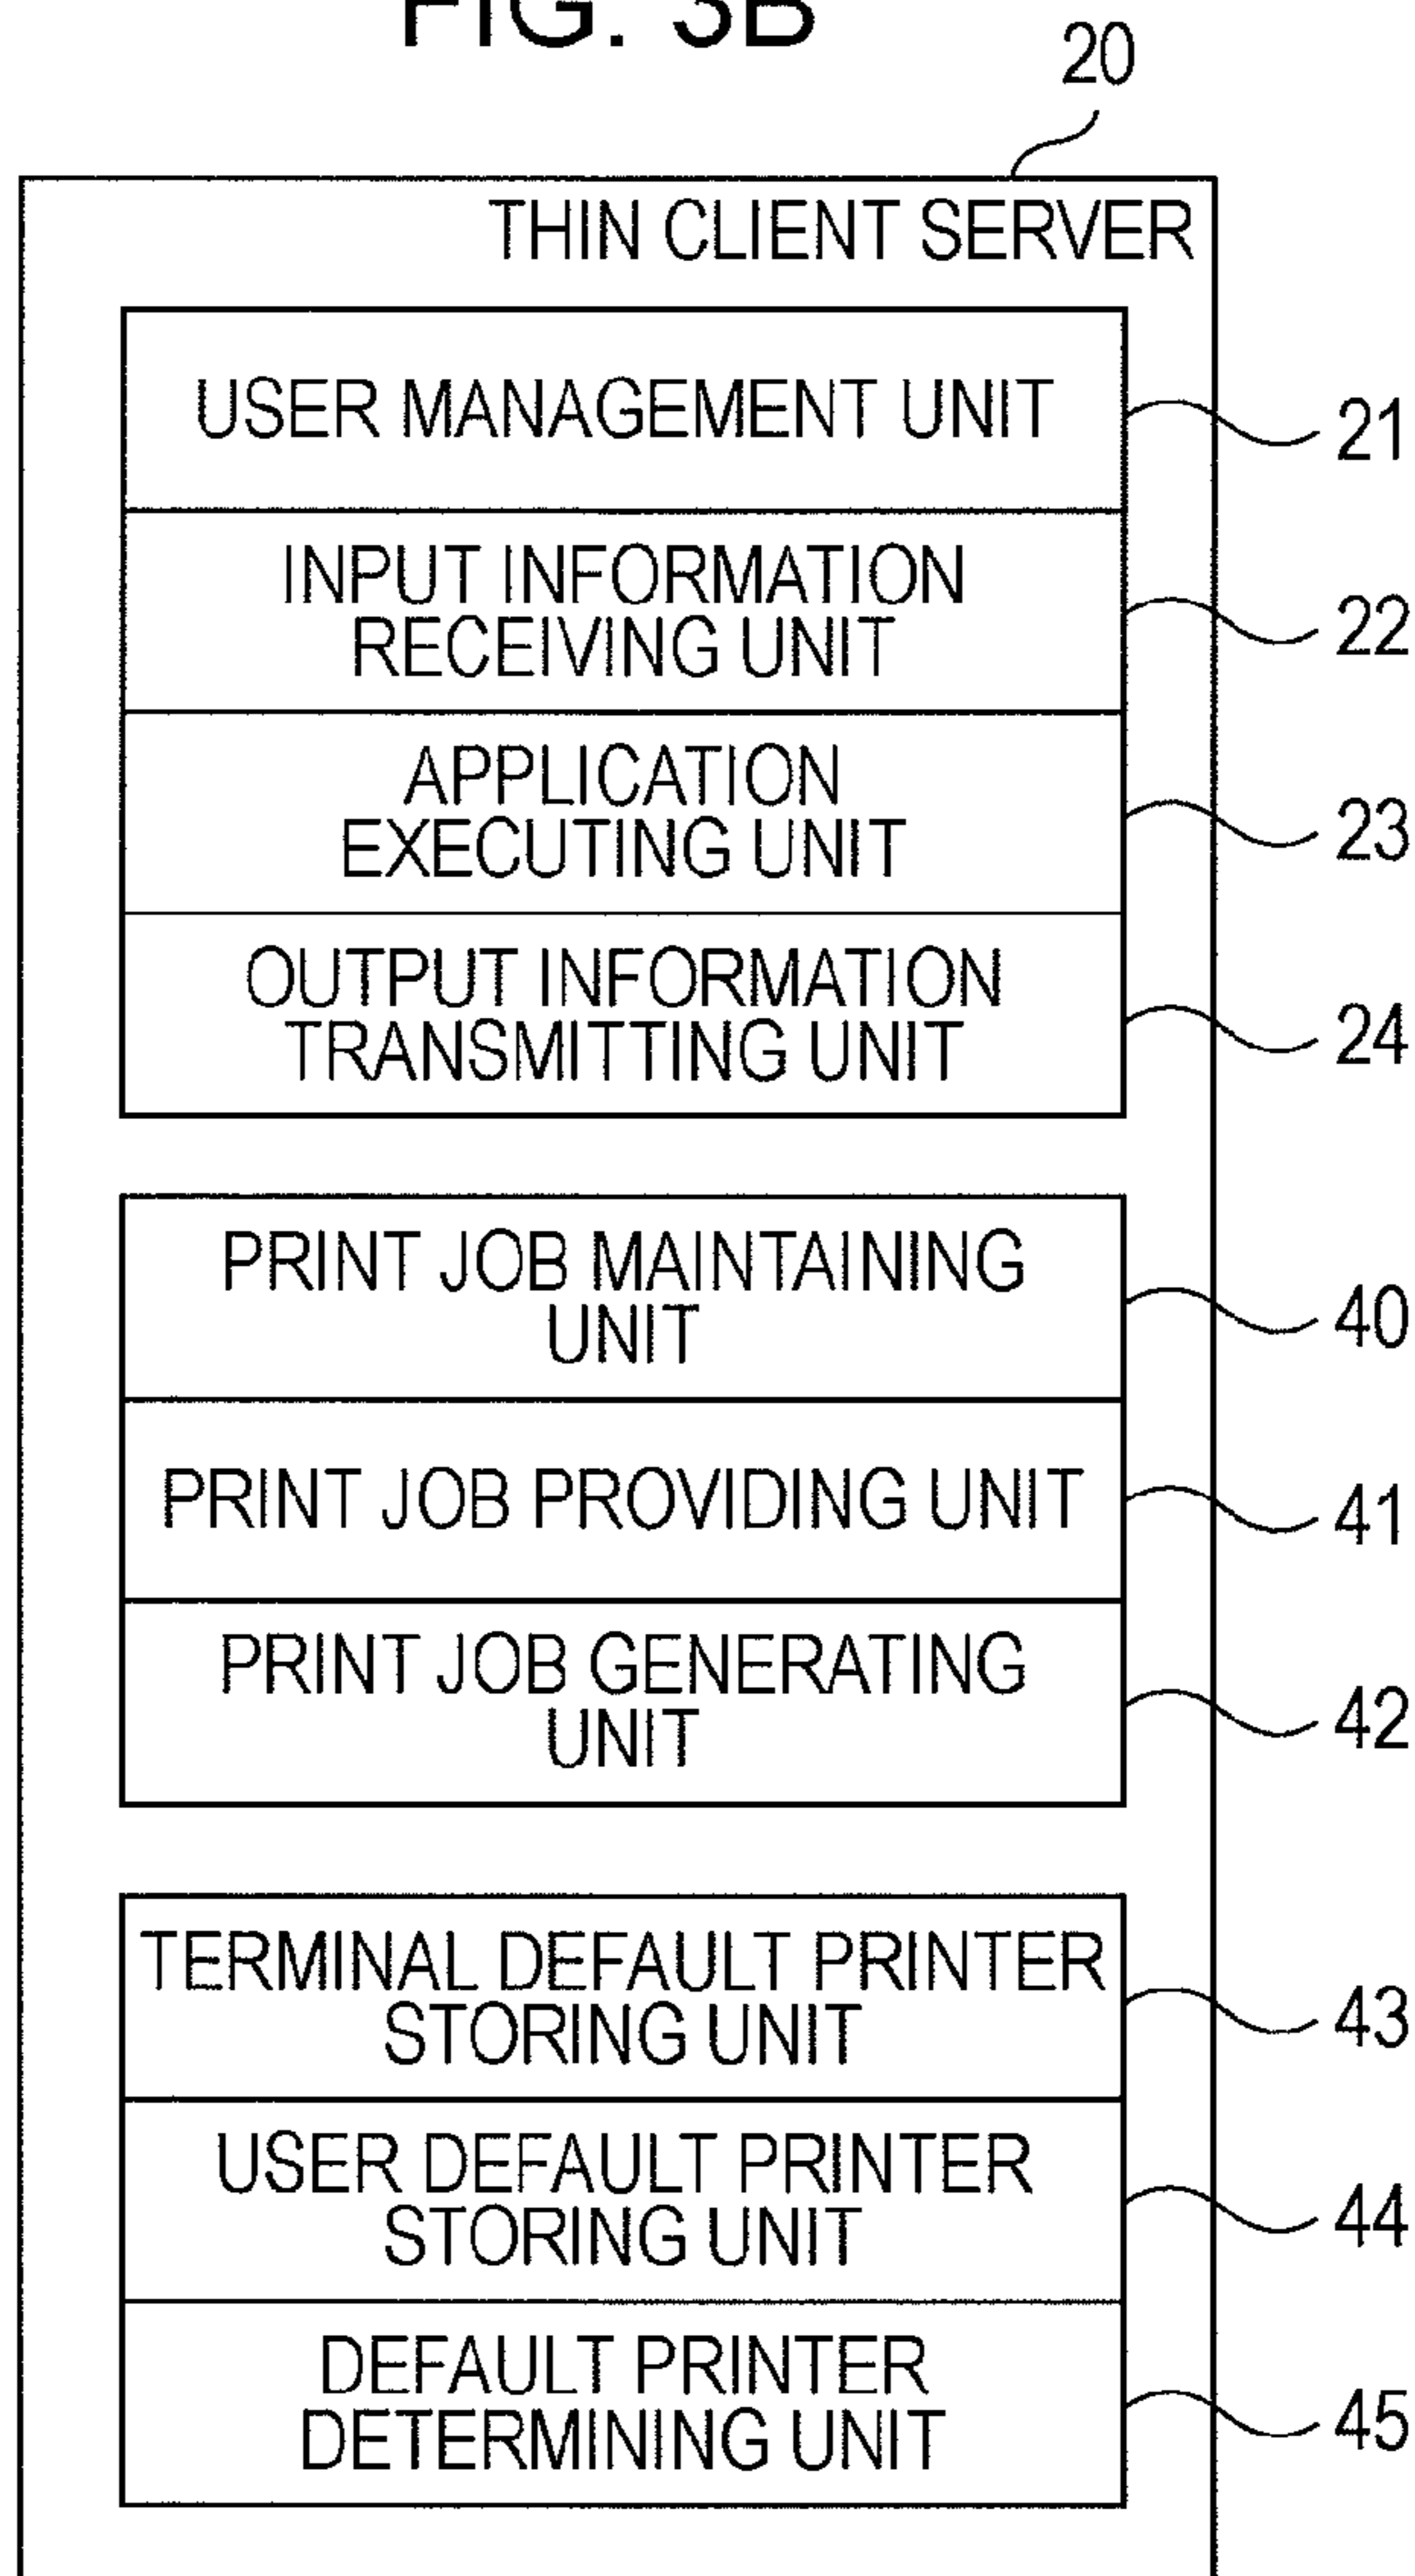 FIG. 3B
20
THIN CLIENT SERVER
USER MANAGEMENT UNIT
21
INPUT INFORMATION
RECEIVING UNIT
22
APPLICATION
EXECUTING UNIT
23
OUTPUT INFORMATION
TRANSMITTING UNIT
24
PRINT JOB MAINTAINING
UNIT
40
PRINT JOB PROVIDING UNIT
41
PRINT JOB GENERATING
UNIT
42
TERMINAL DEFAULT PRINTER
STORING UNIT
43
USER DEFAULT PRINTER
STORING UNIT
44
DEFAULT PRINTER
DETERMINING UNIT
45